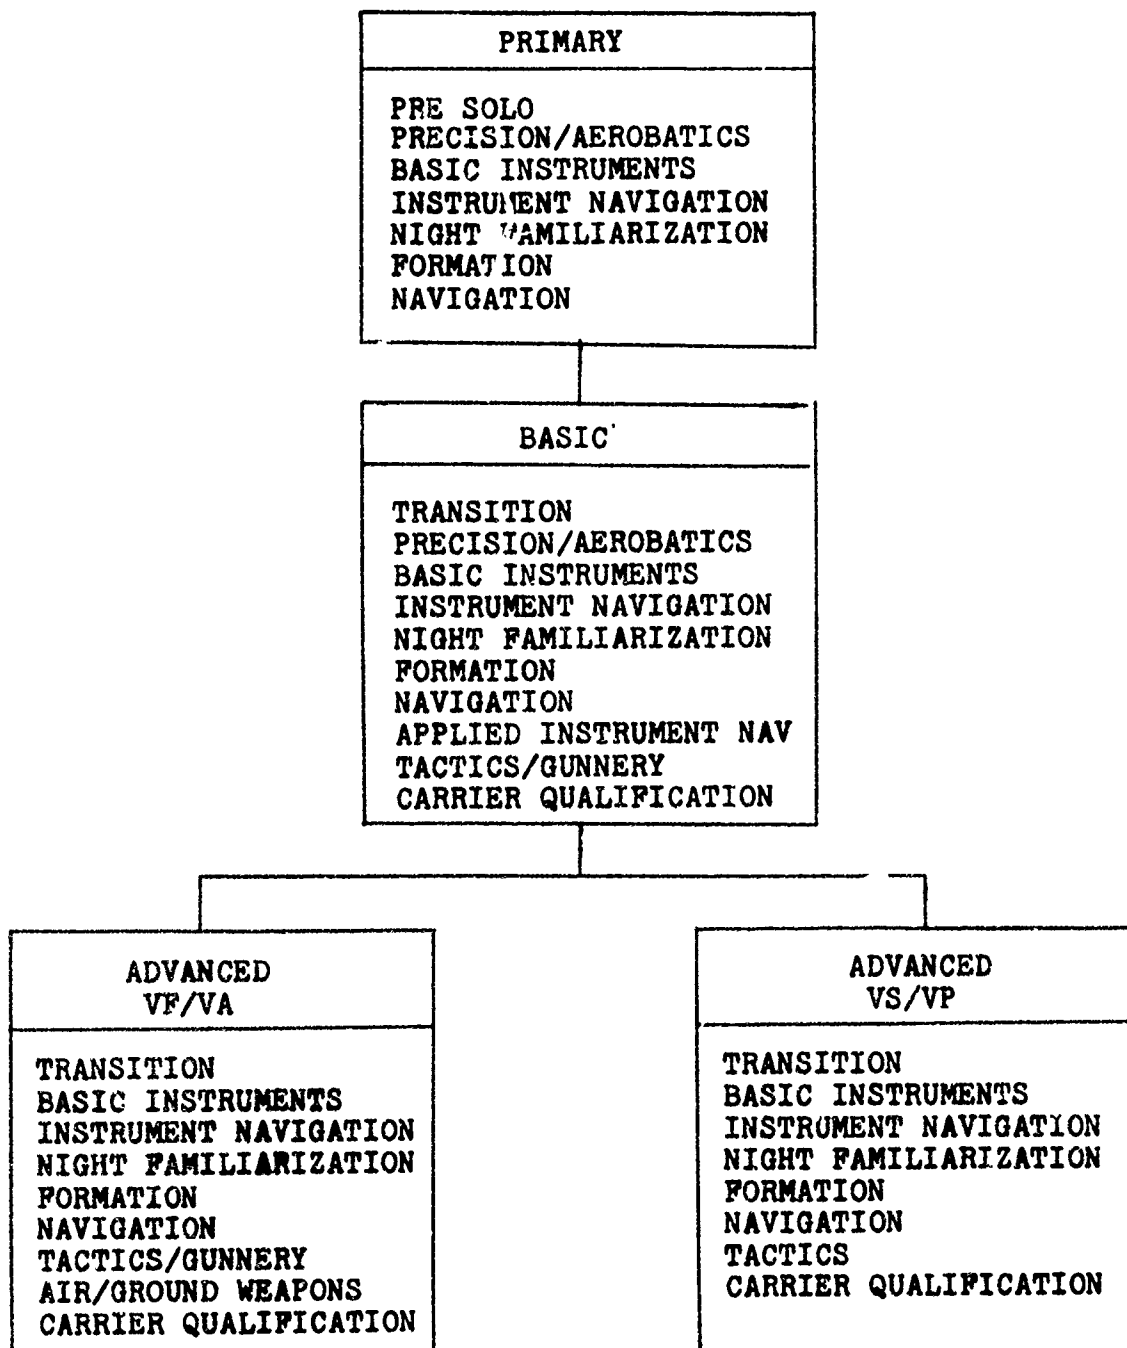 PRIMARY
PRE SOLO
PRECISION/AEROBATICS
BASIC INSTRUMENTS
INSTRUMENT NAVIGATION
NIGHT FAMILIARIZATION
FORMATION
NAVIGATION
BASIC
TRANSITION
PRECISION/AEROBATICS
BASIC INSTRUMENTS
INSTRUMENT NAVIGATION
NIGHT FAMILIARIZATION
FORMATION
NAVIGATION
APPLIED INSTRUMENT NAV
TACTICS/GUNNERY
CARRIER QUALIFICATION
ADVANCED
VF/VA
TRANSITION
BASIC INSTRUMENTS
INSTRUMENT NAVIGATION
NIGHT FAMILIARIZATION
FORMATION
NAVIGATION
TACTICS/GUNNERY
AIR/GROUND WEAPONS
CARRIER QUALIFICATION
ADVANCED
VS/VP
TRANSITION
BASIC INSTRUMENTS
INSTRUMENT NAVIGATION
NIGHT FAMILIARIZATION
FORMATION
NAVIGATION
TACTICS
CARRIER QUALIFICATION